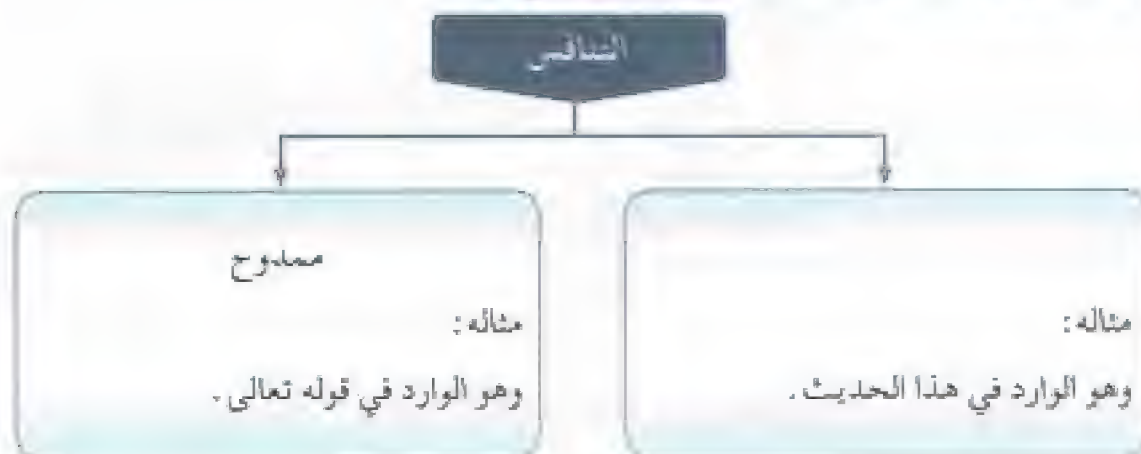 التنافس
مثاله:
وهو الوارد في هذا الحديث.
ممدوح
مثاله:
وهو الوارد في قوله تعالى.